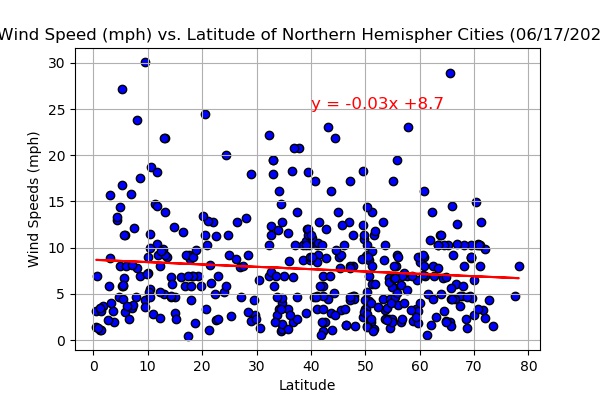 Wind Speed (mph) vs. Latitude of Northern Hemispher Cities (06/17/202
y = -0.03x +8.7
30
25
20
15
10
5
0
Wind Speeds (mph)
0 10 20 30 40 50 60 70 80
Latitude